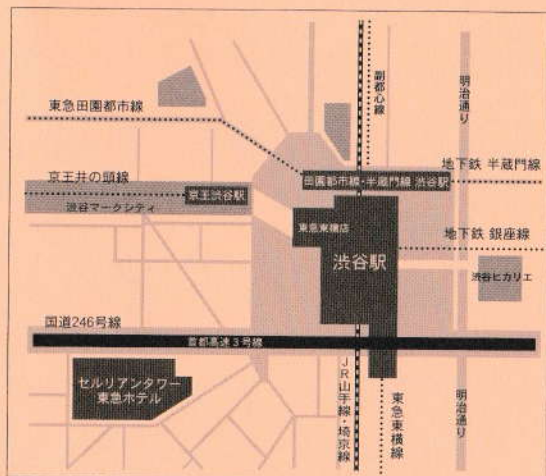 副都心線
明治通り
東急田園都市線
地下鉄 半蔵門線
田園都市線・半蔵門線 渋谷駅
京王井の頭線
京王渋谷駅
渋谷マークシティ
東急東横店
地下鉄 銀座線
渋谷駅
渋谷ヒカリエ
国道246号線
首都高速3号線
セルリアンタワー
東急ホテル
JR山手線・埼京線
東急東横線
明治通り